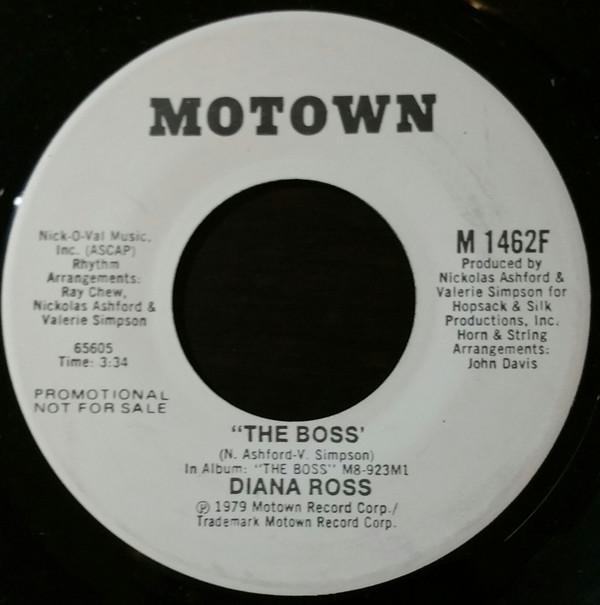 MOTOWN
Nick-O-Val Music,
Inc. (ASCAP)
Rhythm
Arrangements:
Ray Chew,
Nickolas Ashford &
Valerie Simpson
65605
Time: 3:34
PROMOTIONAL
NOT FOR SALE
M 1462F
Produced by
Nickolas Ashford &
Valerie Simpson for
Hopsack & Silk
Productions, Inc.
Horn & String
Arrangements:
John Davis
"THE BOSS'
(N. Ashford-V. Simpson)
In Album: "THE BOSS" M8-923M1
DIANA ROSS
℗ 1979 Motown Record Corp./
Trademark Motown Record Corp.